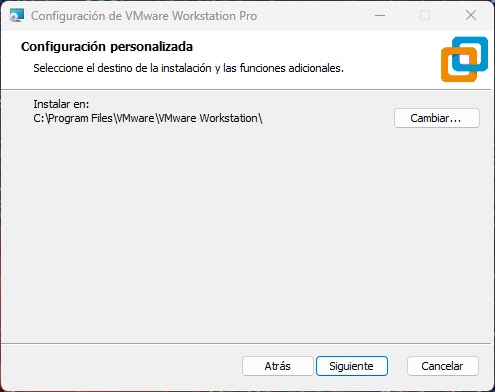 Configuración de VMware Workstation Pro
Configuración personalizada
Seleccione el destino de la instalación y las funciones adicionales.
Instalar en:
C:\Program Files\VMware\VMware Workstation\
Cambiar...
Atrás
Siguiente
Cancelar